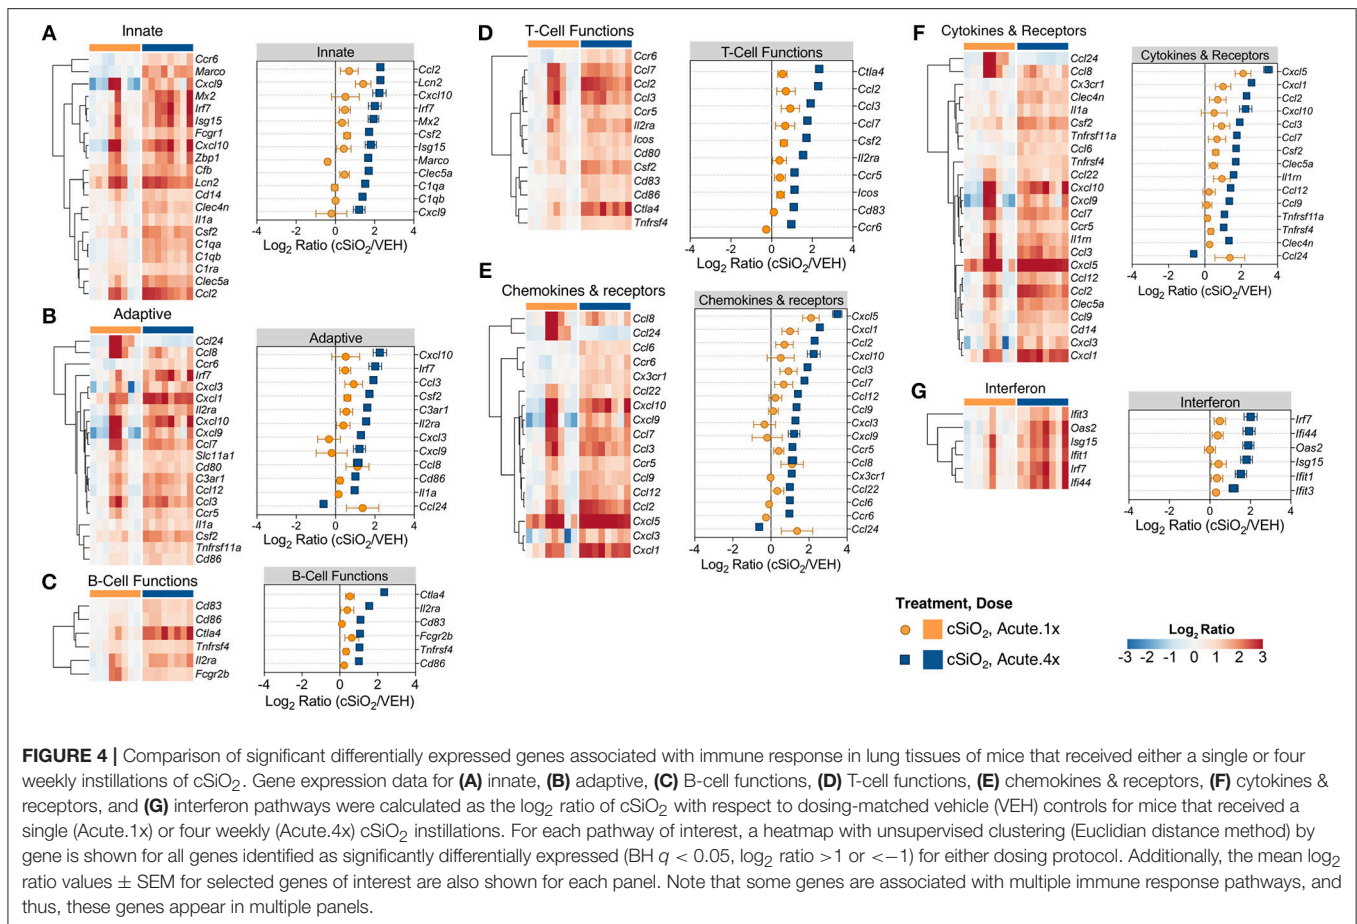 A
Innate
Ccr6
Marco
Cxcl9
Mx2
Irf7
Isg15
Fcgr1
Cxcl10
Zbp1
Cfb
Lcn2
Cd14
Clec4n
Il1a
Csf2
C1qa
C1qb
C1ra
Clec5a
Ccl2
Innate
Ccl2
Lcn2
Cxcl10
Irf7
Mx2
Csf2
Isg15
Marco
Clec5a
C1qa
C1qb
Cxcl9
-4 -2 0 2 4
Log2 Ratio (cSiO2/VEH)
B
Adaptive
Ccl24
Ccl8
Ccr6
Irf7
Cxcl3
Cxcl1
Il2ra
Cxcl10
Cxcl9
Ccl7
Slc11a1
Cd80
C3ar1
Ccl12
Ccl3
Ccr5
Il1a
Csf2
Tnfrsf11a
Cd86
Adaptive
Cxcl10
Irf7
Ccl3
Csf2
C3ar1
Il2ra
Cxcl3
Cxcl9
Ccl8
Cd86
Il1a
Ccl24
-4 -2 0 2 4
Log2 Ratio (cSiO2/VEH)
C
B-Cell Functions
Cd83
Cd86
Ctla4
Tnfrsf4
Il2ra
Fcgr2b
B-Cell Functions
Ctla4
Il2ra
Cd83
Fcgr2b
Tnfrsf4
Cd86
-4 -2 0 2 4
Log2 Ratio (cSiO2/VEH)
D
T-Cell Functions
Ccr6
Ccl7
Ccl2
Ccl3
Ccr5
Il2ra
Icos
Cd80
Csf2
Cd83
Cd86
Ctla4
Tnfrsf4
T-Cell Functions
Ctla4
Ccl2
Ccl3
Ccl7
Csf2
Il2ra
Ccr5
Icos
Cd83
Ccr6
-4 -2 0 2 4
Log2 Ratio (cSiO2/VEH)
E
Chemokines & receptors
Ccl8
Ccl24
Ccl6
Ccr6
Cx3cr1
Ccl22
Cxcl10
Cxcl9
Ccl7
Ccl3
Ccr5
Ccl9
Ccl12
Ccl2
Cxcl5
Cxcl3
Cxcl1
Chemokines & receptors
Cxcl5
Cxcl1
Ccl2
Cxcl10
Ccl3
Ccl7
Ccl12
Ccl9
Cxcl3
Cxcl9
Ccr5
Ccl8
Cx3cr1
Ccl22
Ccl6
Ccr6
Ccl24
-4 -2 0 2 4
Log2 Ratio (cSiO2/VEH)
F
Cytokines & Receptors
Ccl24
Ccl8
Cx3cr1
Clec4n
Il1a
Csf2
Tnfrsf11a
Ccl6
Tnfrsf4
Ccl22
Cxcl10
Cxcl9
Ccl7
Ccr5
Il1rn
Ccl3
Cxcl5
Ccl12
Ccl2
Clec5a
Ccl9
Cd14
Cxcl3
Cxcl1
Cytokines & Receptors
Cxcl5
Cxcl1
Ccl2
Cxcl10
Ccl3
Ccl7
Csf2
Clec5a
Il1rn
Ccl12
Ccl9
Tnfrsf11a
Tnfrsf4
Clec4n
Ccl24
-4 -2 0 2 4
Log2 Ratio (cSiO2/VEH)
G
Interferon
Ifit3
Oas2
Isg15
Ifit1
Irf7
Ifi44
Interferon
Irf7
Ifi44
Oas2
Isg15
Ifit1
Ifit3
-4 -2 0 2 4
Log2 Ratio (cSiO2/VEH)
Treatment, Dose
cSiO2, Acute.1x
cSiO2, Acute.4x
Log2 Ratio
-3 -2 -1 0 1 2 3
FIGURE 4 | Comparison of significant differentially expressed genes associated with immune response in lung tissues of mice that received either a single or four
weekly instillations of cSiO2. Gene expression data for (A) innate, (B) adaptive, (C) B-cell functions, (D) T-cell functions, (E) chemokines & receptors, (F) cytokines &
receptors, and (G) interferon pathways were calculated as the log2 ratio of cSiO2 with respect to dosing-matched vehicle (VEH) controls for mice that received a
single (Acute.1x) or four weekly (Acute.4x) cSiO2 instillations. For each pathway of interest, a heatmap with unsupervised clustering (Euclidian distance method) by
gene is shown for all genes identified as significantly differentially expressed (BH q < 0.05, log2 ratio >1 or <−1) for either dosing protocol. Additionally, the mean log2
ratio values ± SEM for selected genes of interest are also shown for each panel. Note that some genes are associated with multiple immune response pathways, and
thus, these genes appear in multiple panels.